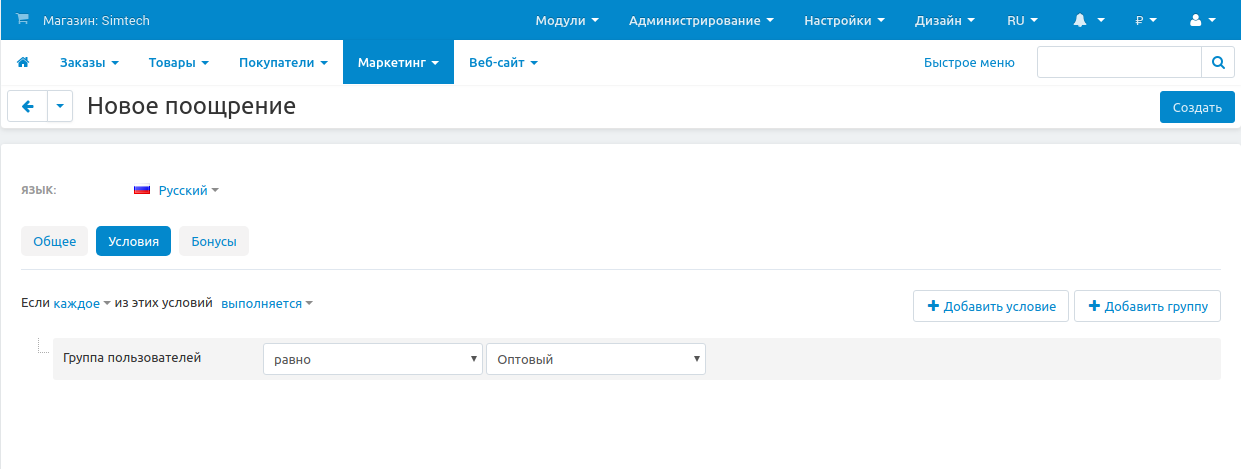 Магазин: Simtech Модули Администрирование Настройки Дизайн RU ₽
Заказы Товары Покупатели Маркетинг Веб-сайт Быстрое меню
Новое поощрение Создать
ЯЗЫК: Русский
Общее Условия Бонусы
Если каждое из этих условий выполняется Добавить условие Добавить группу
Группа пользователей равно Оптовый